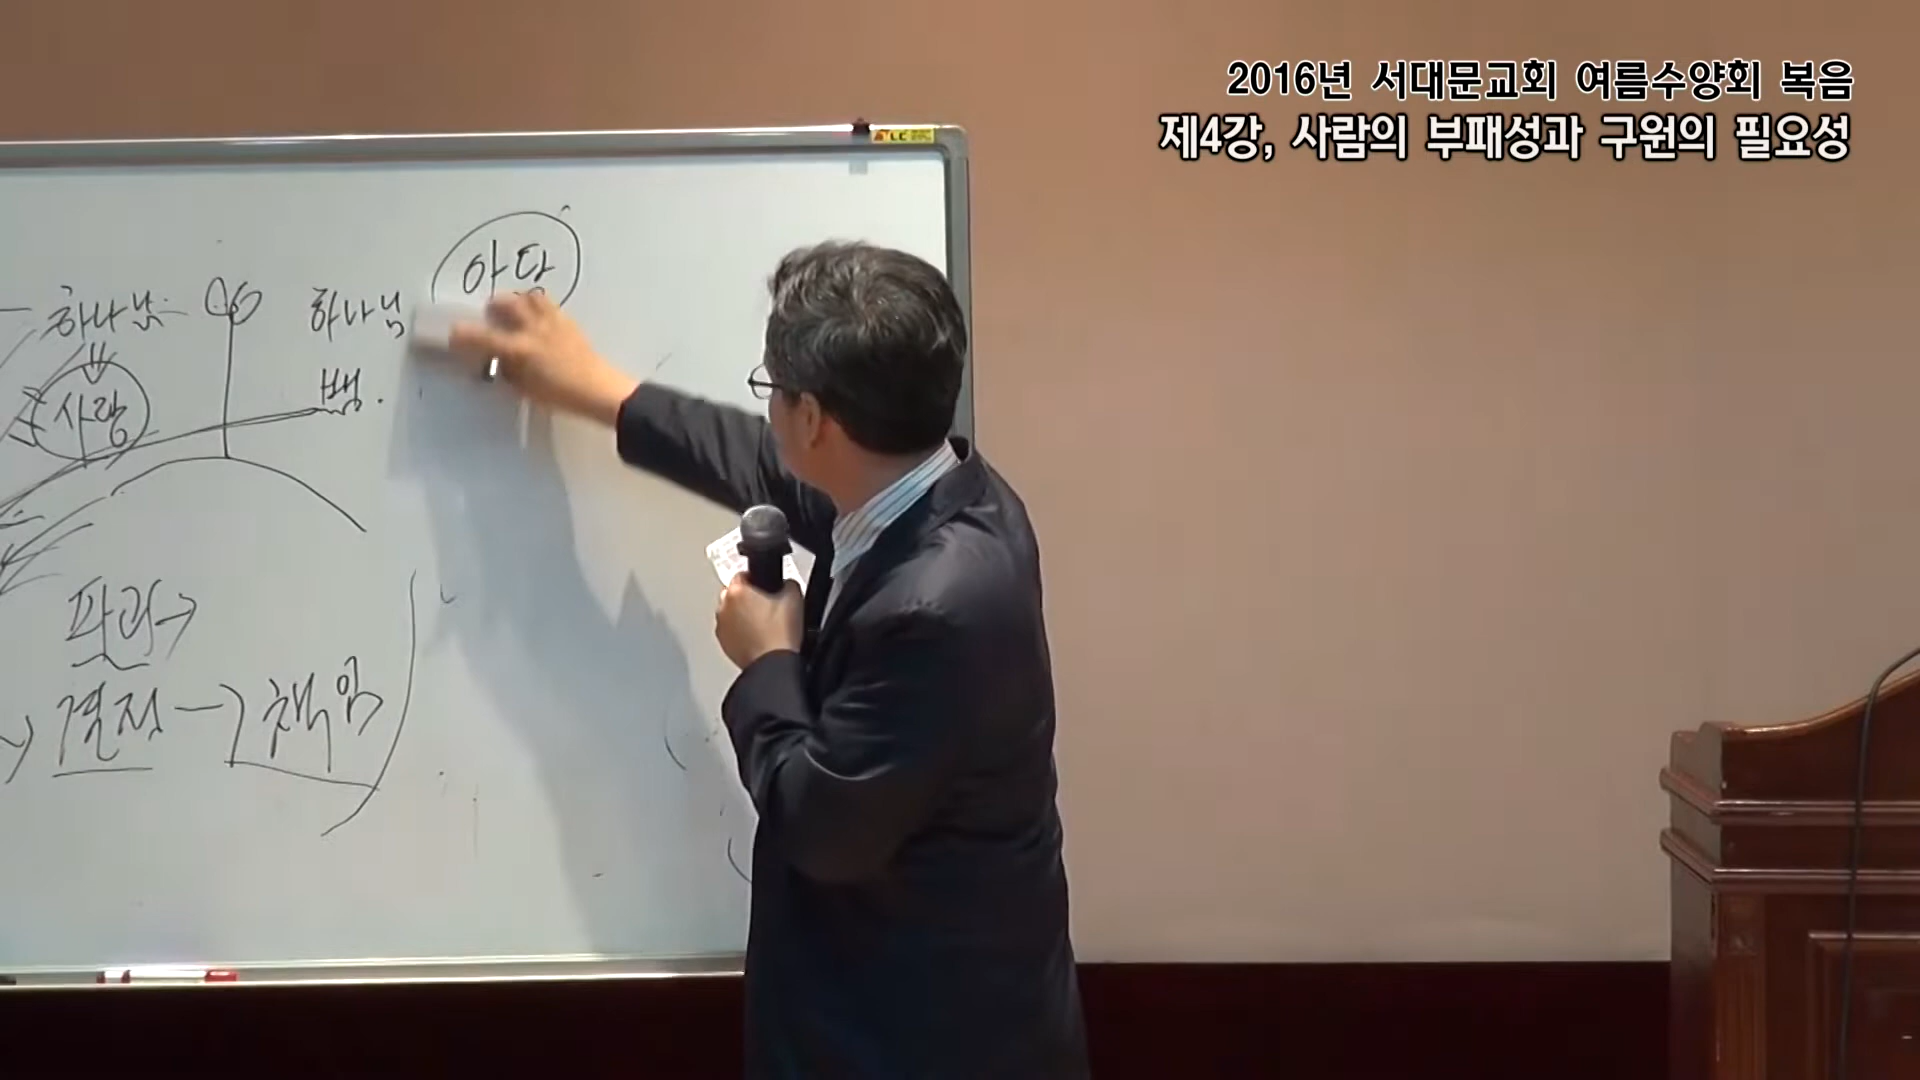 2016년 서대문교회 여름수양회 복음
제4강, 사람의 부패성과 구원의 필요성
아담
하나님
하나님
뱀.
사람
파괴→
결정→책임